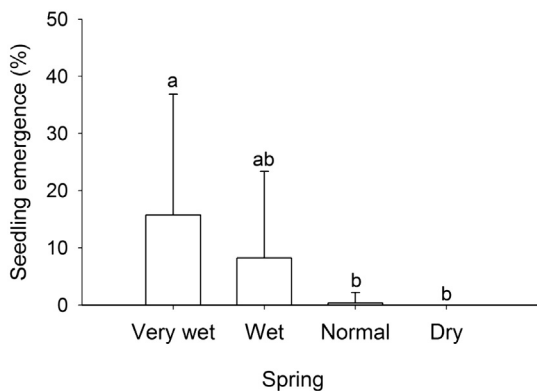 50
40
30
20
10
0
Seedling emergence (%)
a
ab
b
b
Very wet Wet Normal Dry
Spring